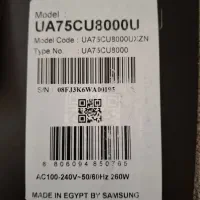 Model :
UA75CU8000U
Model Code : UA75CU8000UXZN
Type No. : UA75CU8000
S/N :
AC100-240V~50/60Hz 260W
8 806094 850765
MADE IN EGYPT BY SAMSUNG